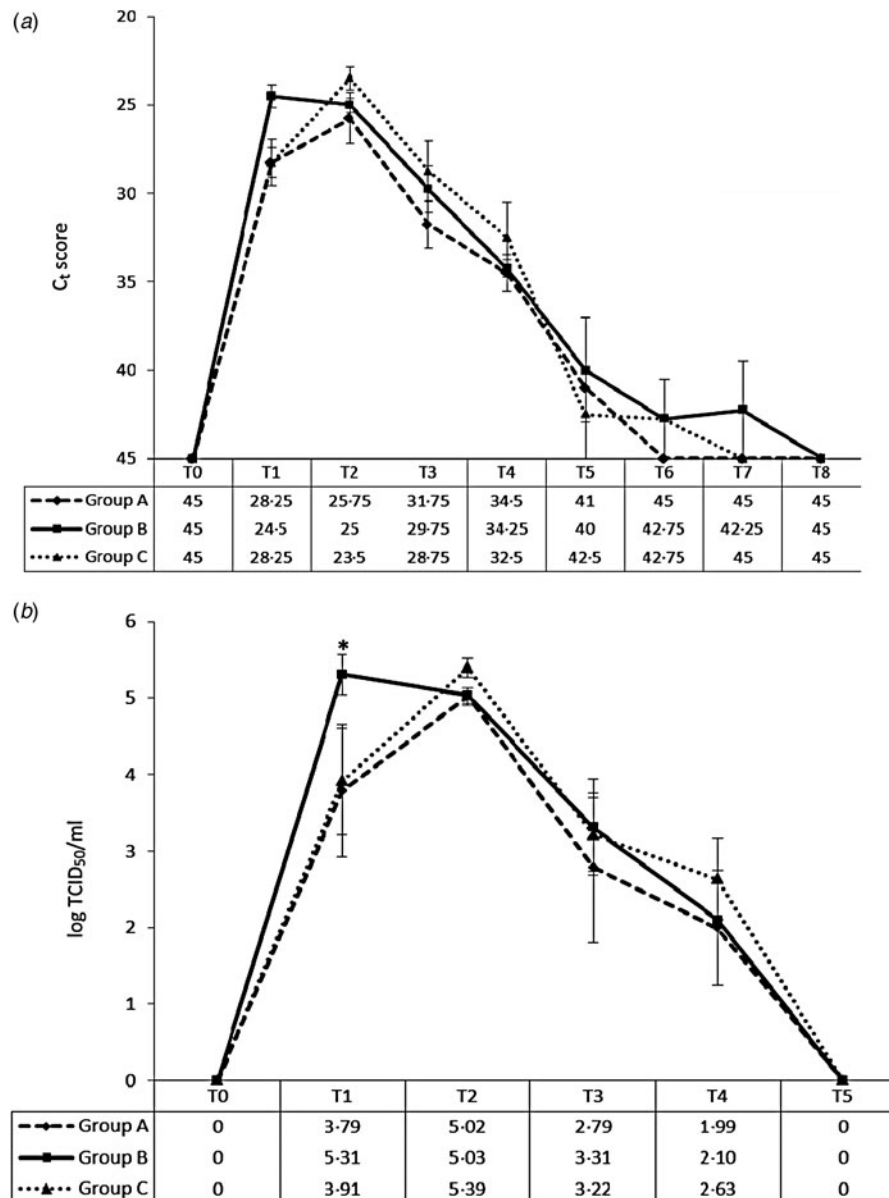 (a)
20
25
30
35
40
45
Ct score
T0 T1 T2 T3 T4 T5 T6 T7 T8
Group A 45 28·25 25·75 31·75 34·5 41 45 45 45
Group B 45 24·5 25 29·75 34·25 40 42·75 42·25 45
Group C 45 28·25 23·5 28·75 32·5 42·5 42·75 45 45
(b)
6
5
4
3
2
1
0
log TCID50/ml
*
T0 T1 T2 T3 T4 T5
Group A 0 3·79 5·02 2·79 1·99 0
Group B 0 5·31 5·03 3·31 2·10 0
Group C 0 3·91 5·39 3·22 2·63 0